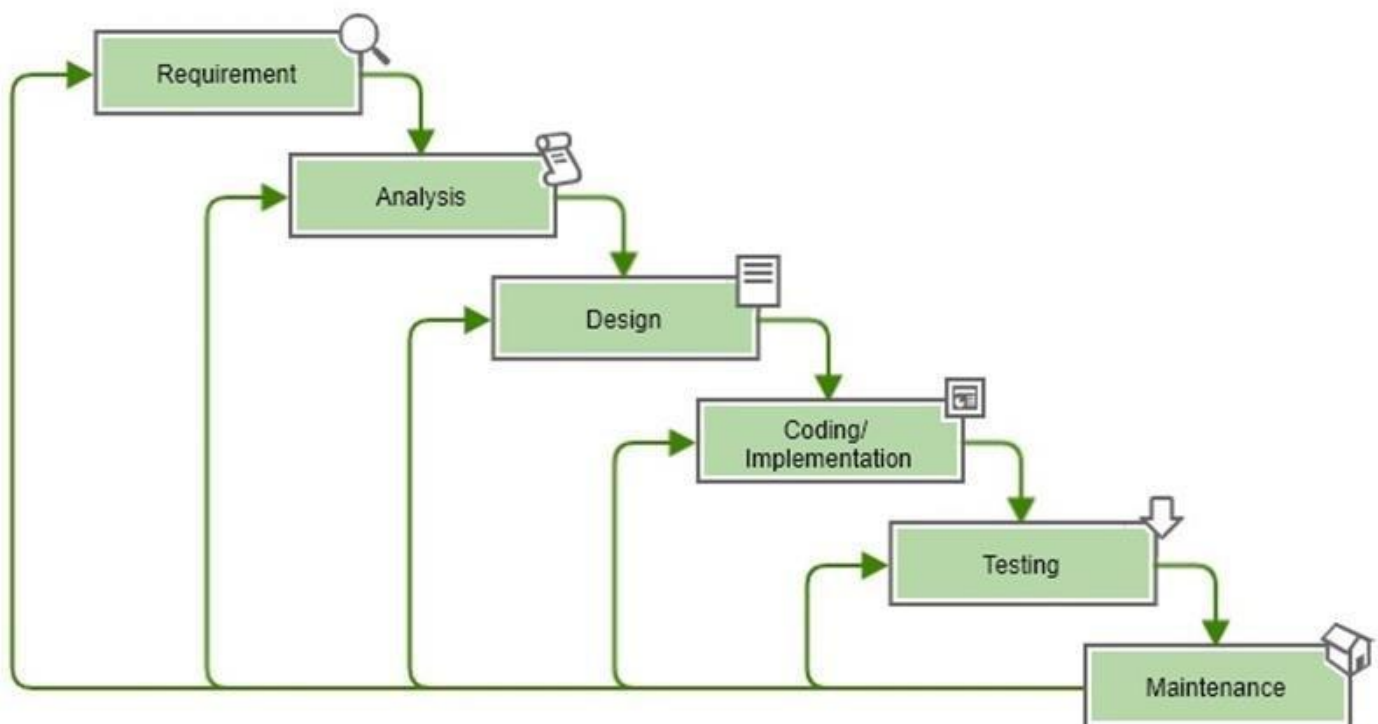 Requirement
Analysis
Design
Coding/
Implementation
Testing
Maintenance